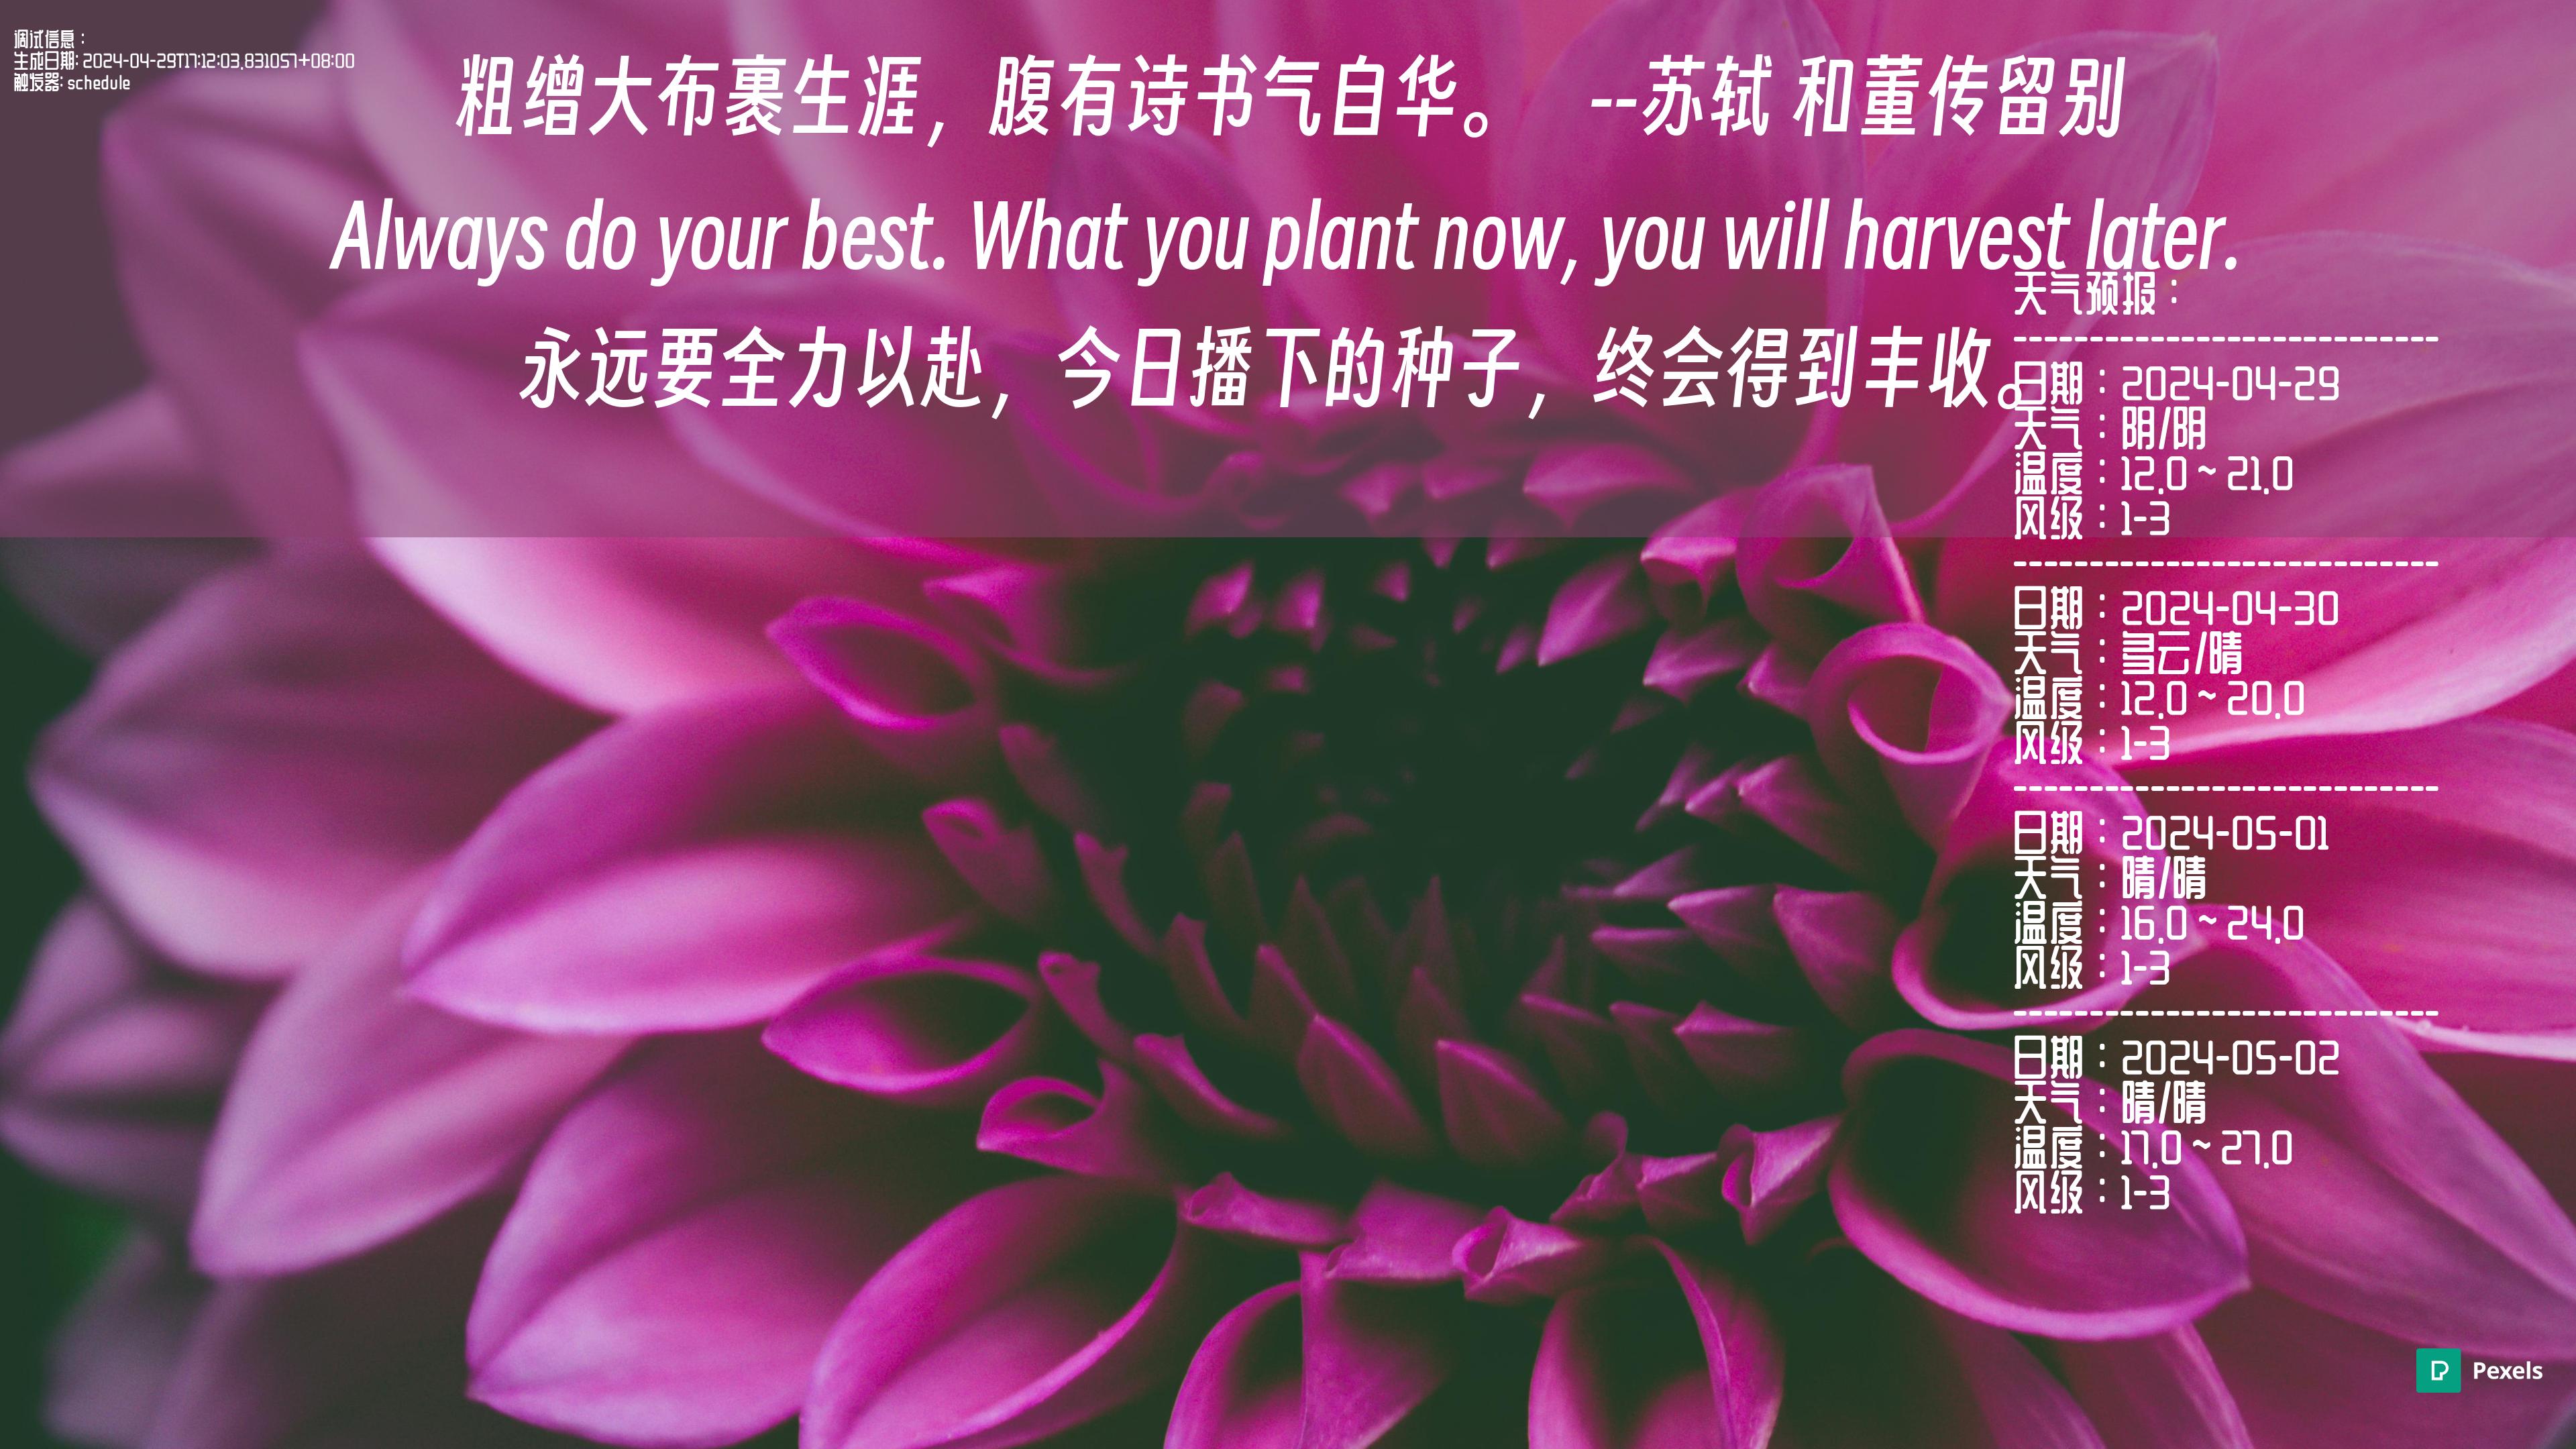 调试信息：
生成日期: 2024-04-29T17:12:03.831057+08:00
触发器: schedule
粗缯大布裹生涯，腹有诗书气自华。 --苏轼 和董传留别
Always do your best. What you plant now, you will harvest later.
永远要全力以赴，今日播下的种子，终会得到丰收。
天气预报：
----------------------------
日期：2024-04-29
天气：阴/阴
温度：12.0 ~ 21.0
风级：1-3
----------------------------
日期：2024-04-30
天气：多云/晴
温度：12.0 ~ 20.0
风级：1-3
----------------------------
日期：2024-05-01
天气：晴/晴
温度：16.0 ~ 24.0
风级：1-3
----------------------------
日期：2024-05-02
天气：晴/晴
温度：17.0 ~ 27.0
风级：1-3
Pexels